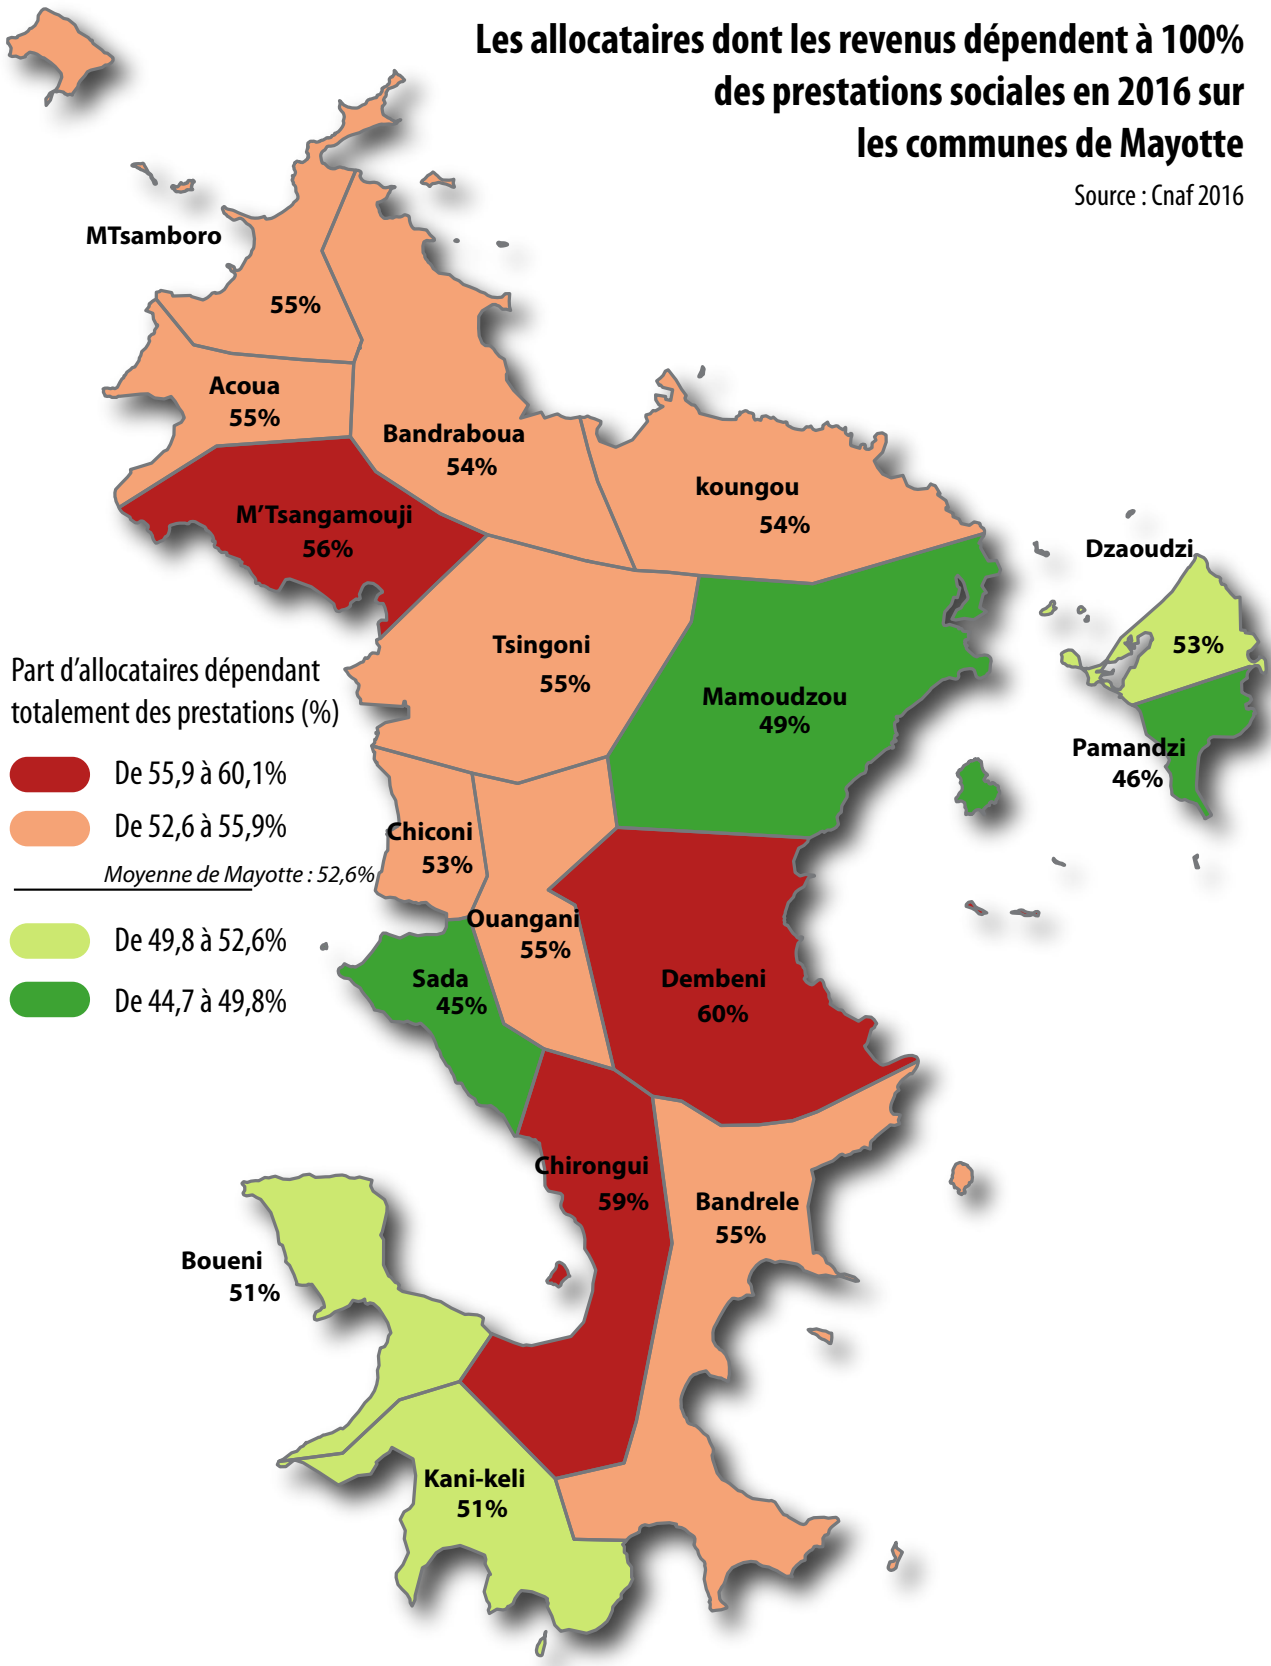 Les allocataires dont les revenus dépendent à 100%
des prestations sociales en 2016 sur
les communes de Mayotte
Source : Cnaf 2016
MTsamboro
55%
Acoua
55%
Bandraboua
54%
koungou
54%
M'Tsangamouji
56%
Dzaoudzi
53%
Tsingoni
55%
Mamoudzou
49%
Pamandzi
46%
Part d'allocataires dépendant
totalement des prestations (%)
De 55,9 à 60,1%
De 52,6 à 55,9%
Moyenne de Mayotte : 52,6%
De 49,8 à 52,6%
De 44,7 à 49,8%
Chiconi
53%
Ouangani
55%
Sada
45%
Dembeni
60%
Chirongui
59%
Bandrele
55%
Boueni
51%
Kani-keli
51%